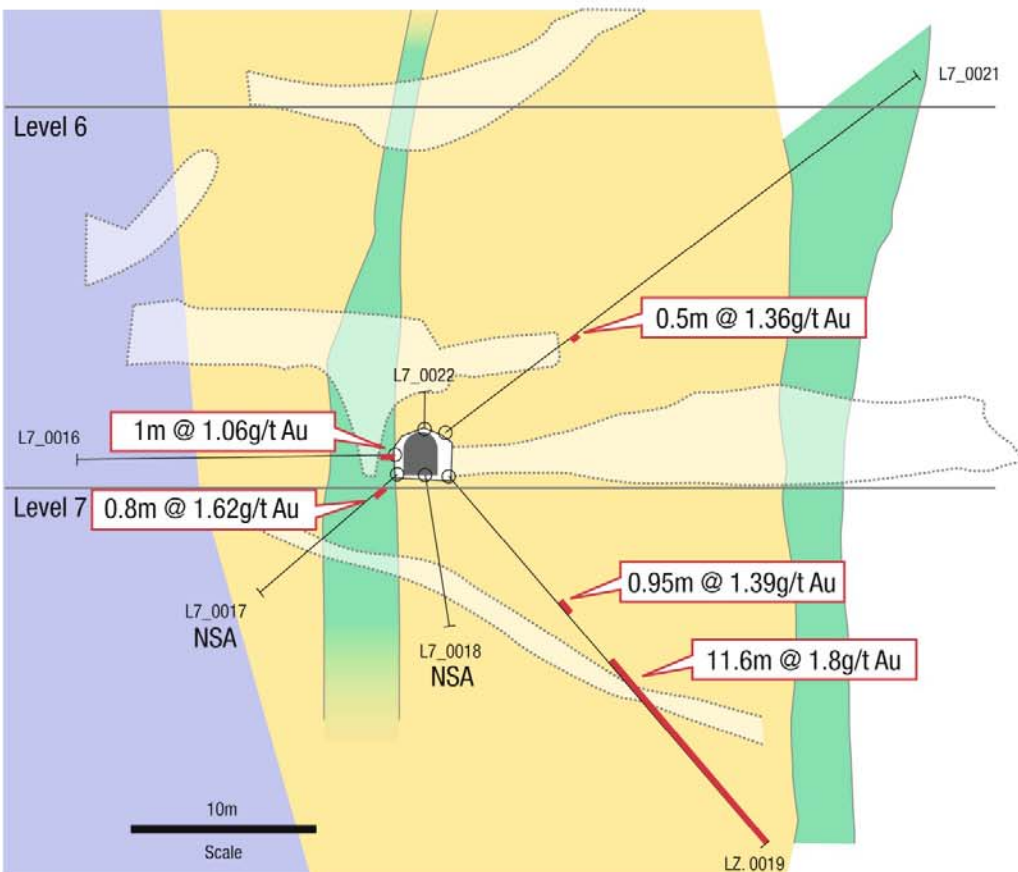 L7_0021
Level 6
0.5m @ 1.36g/t Au
L7_0022
1m @ 1.06g/t Au
L7_0016
Level 7
0.8m @ 1.62g/t Au
0.95m @ 1.39g/t Au
L7_0017
NSA
L7_0018
NSA
11.6m @ 1.8g/t Au
10m
Scale
LZ. 0019